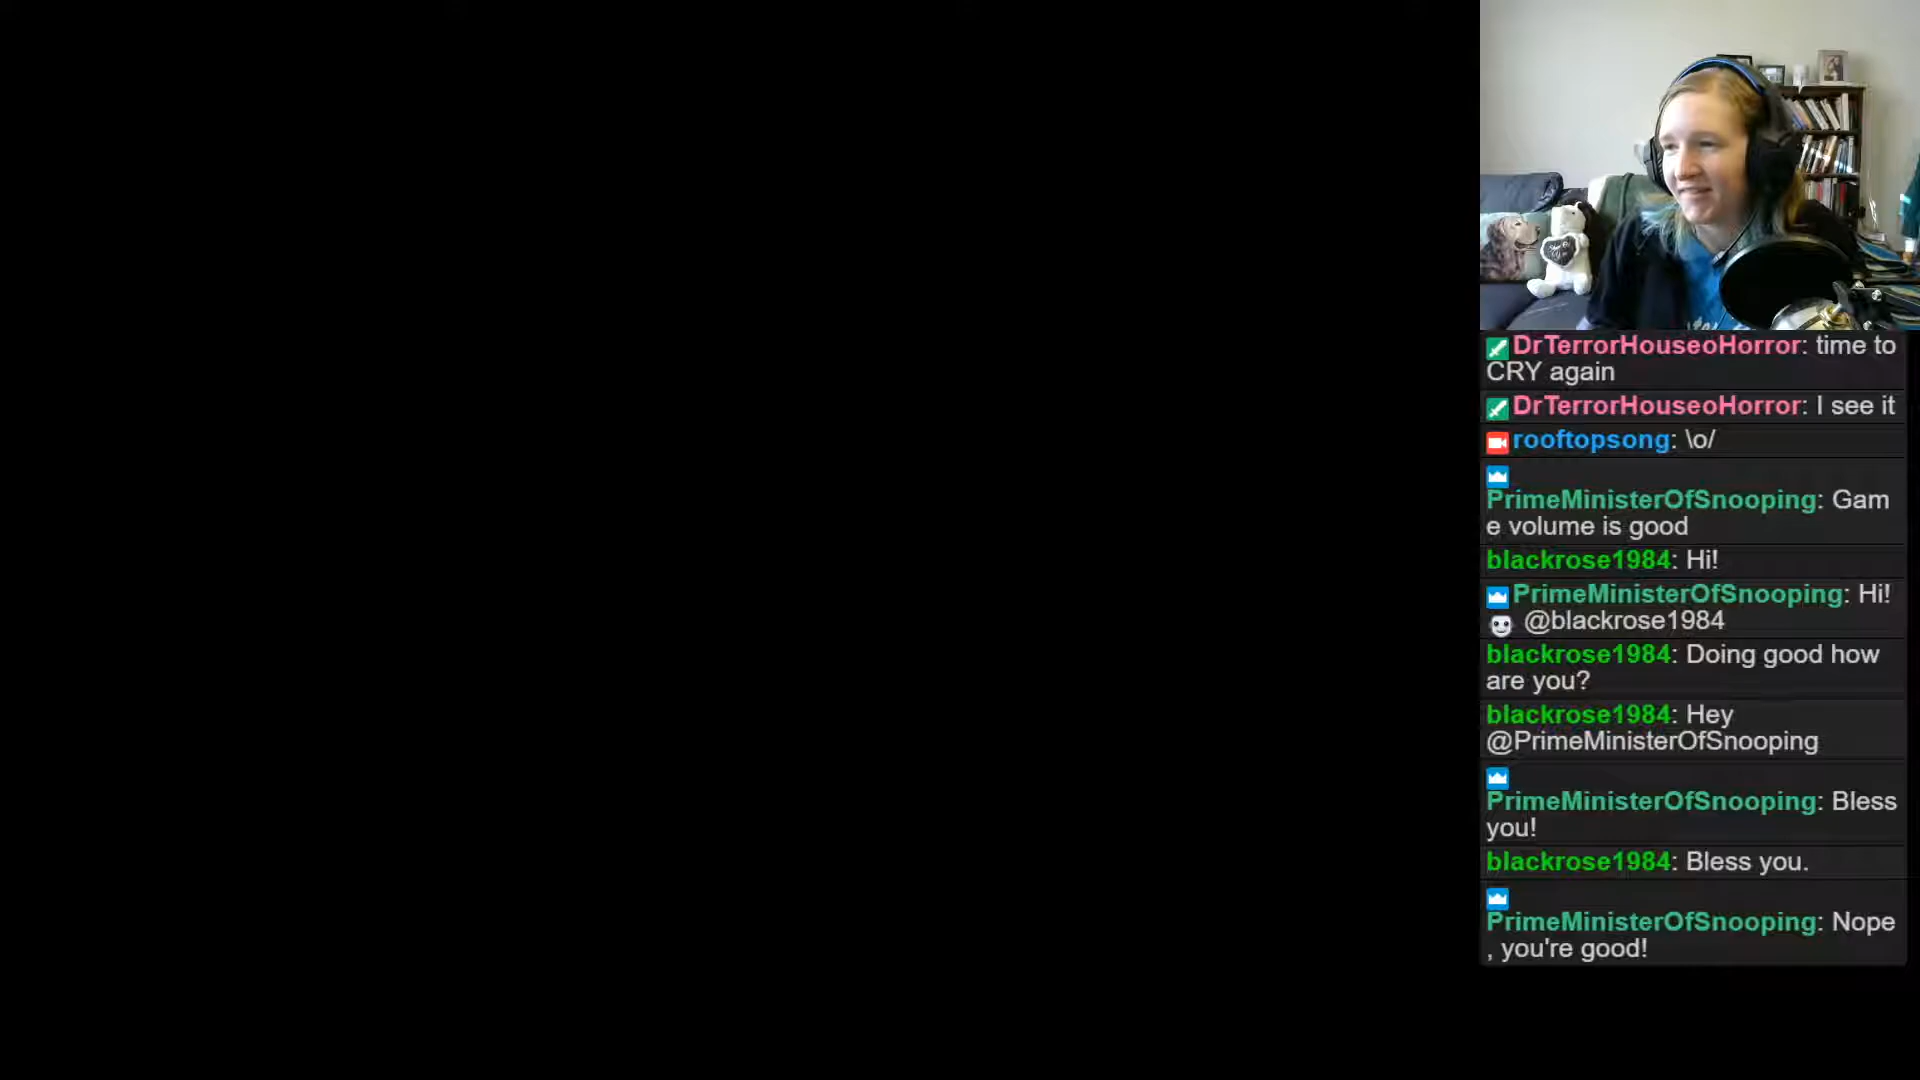 DrTerrorHouseoHorror: time to
CRY again
DrTerrorHouseoHorror: I see it
rooftopsong: \o/
PrimeMinisterOfSnooping: Gam
e volume is good
blackrose1984: Hi!
PrimeMinisterOfSnooping: Hi!
@blackrose1984
blackrose1984: Doing good how
are you?
blackrose1984: Hey
@PrimeMinisterOfSnooping
PrimeMinisterOfSnooping: Bless
you!
blackrose1984: Bless you.
PrimeMinisterOfSnooping: Nope
, you're good!